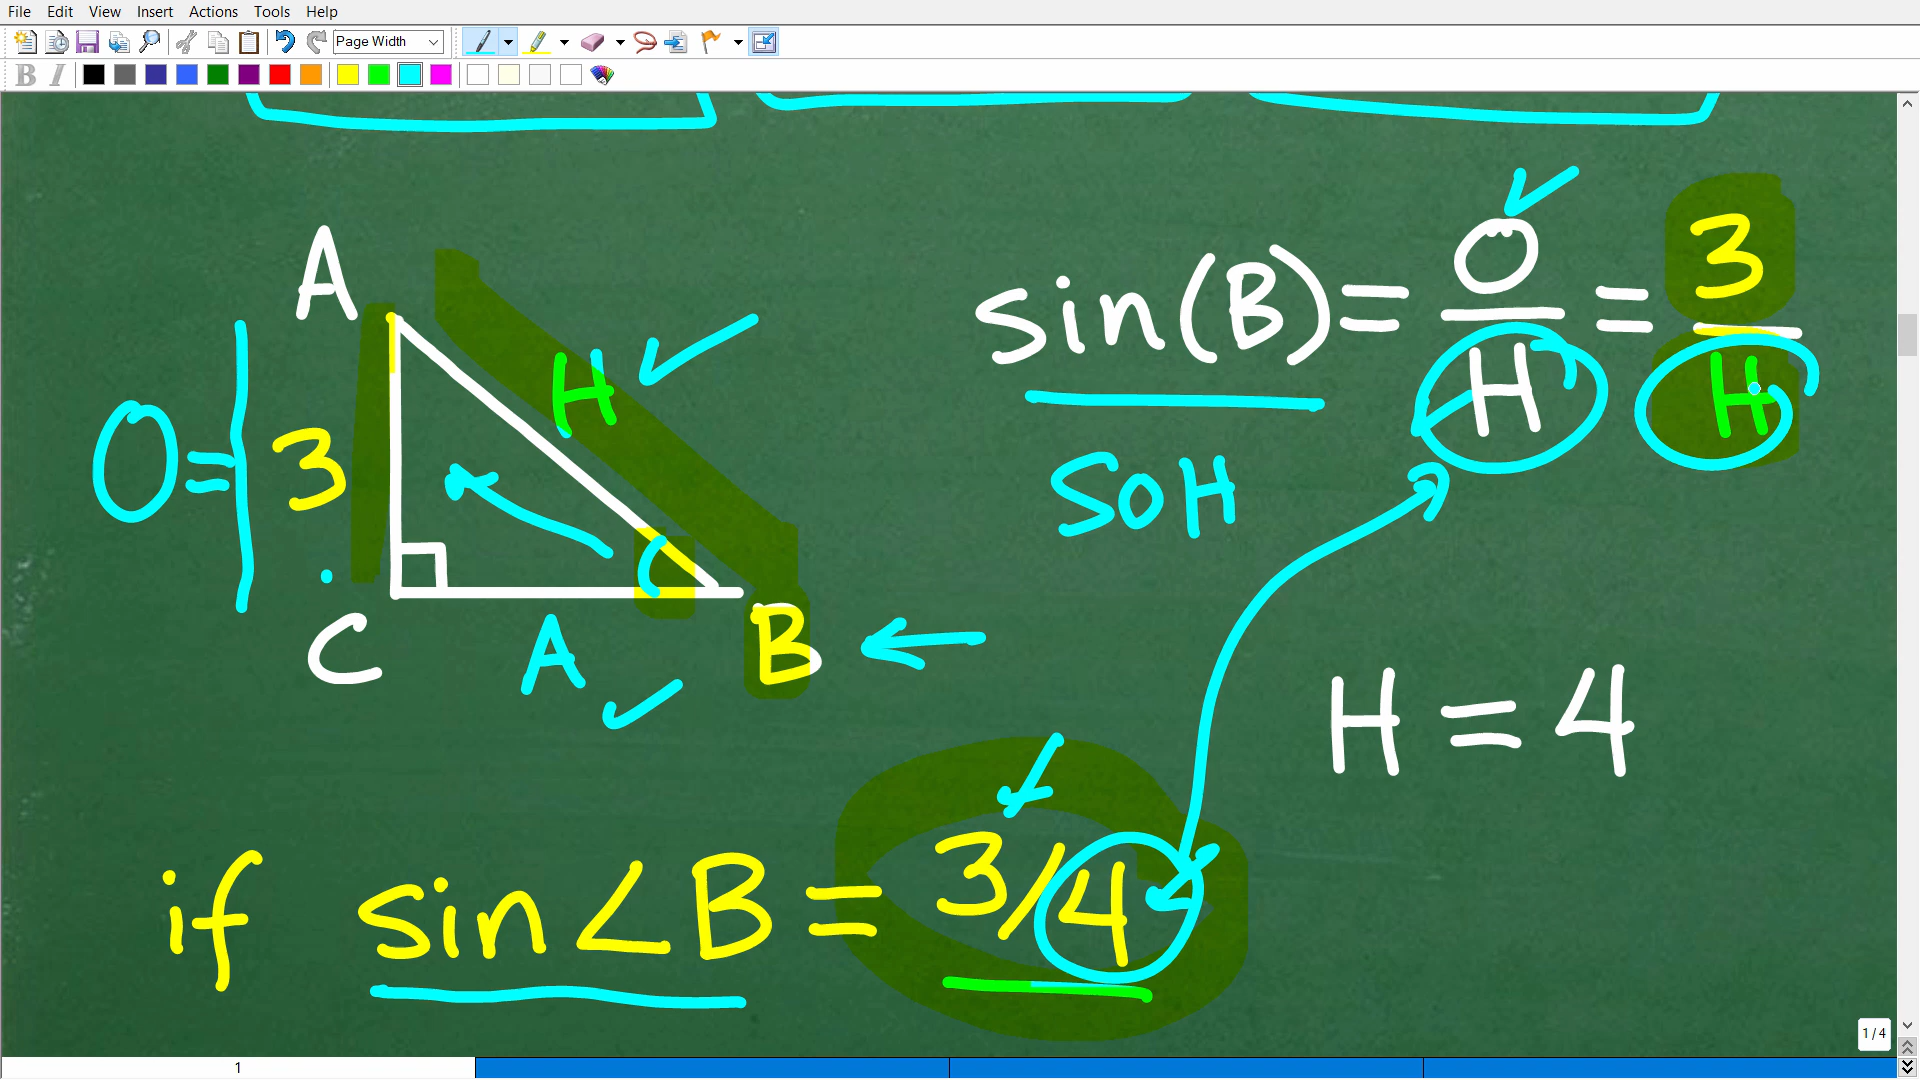 File Edit View Insert Actions Tools Help
Page Width
B I
A
sin(B) = O/H = 3/H
H
O = 3
SOH
C A B
H = 4
if sin∠B = 3/4
1 / 4
1